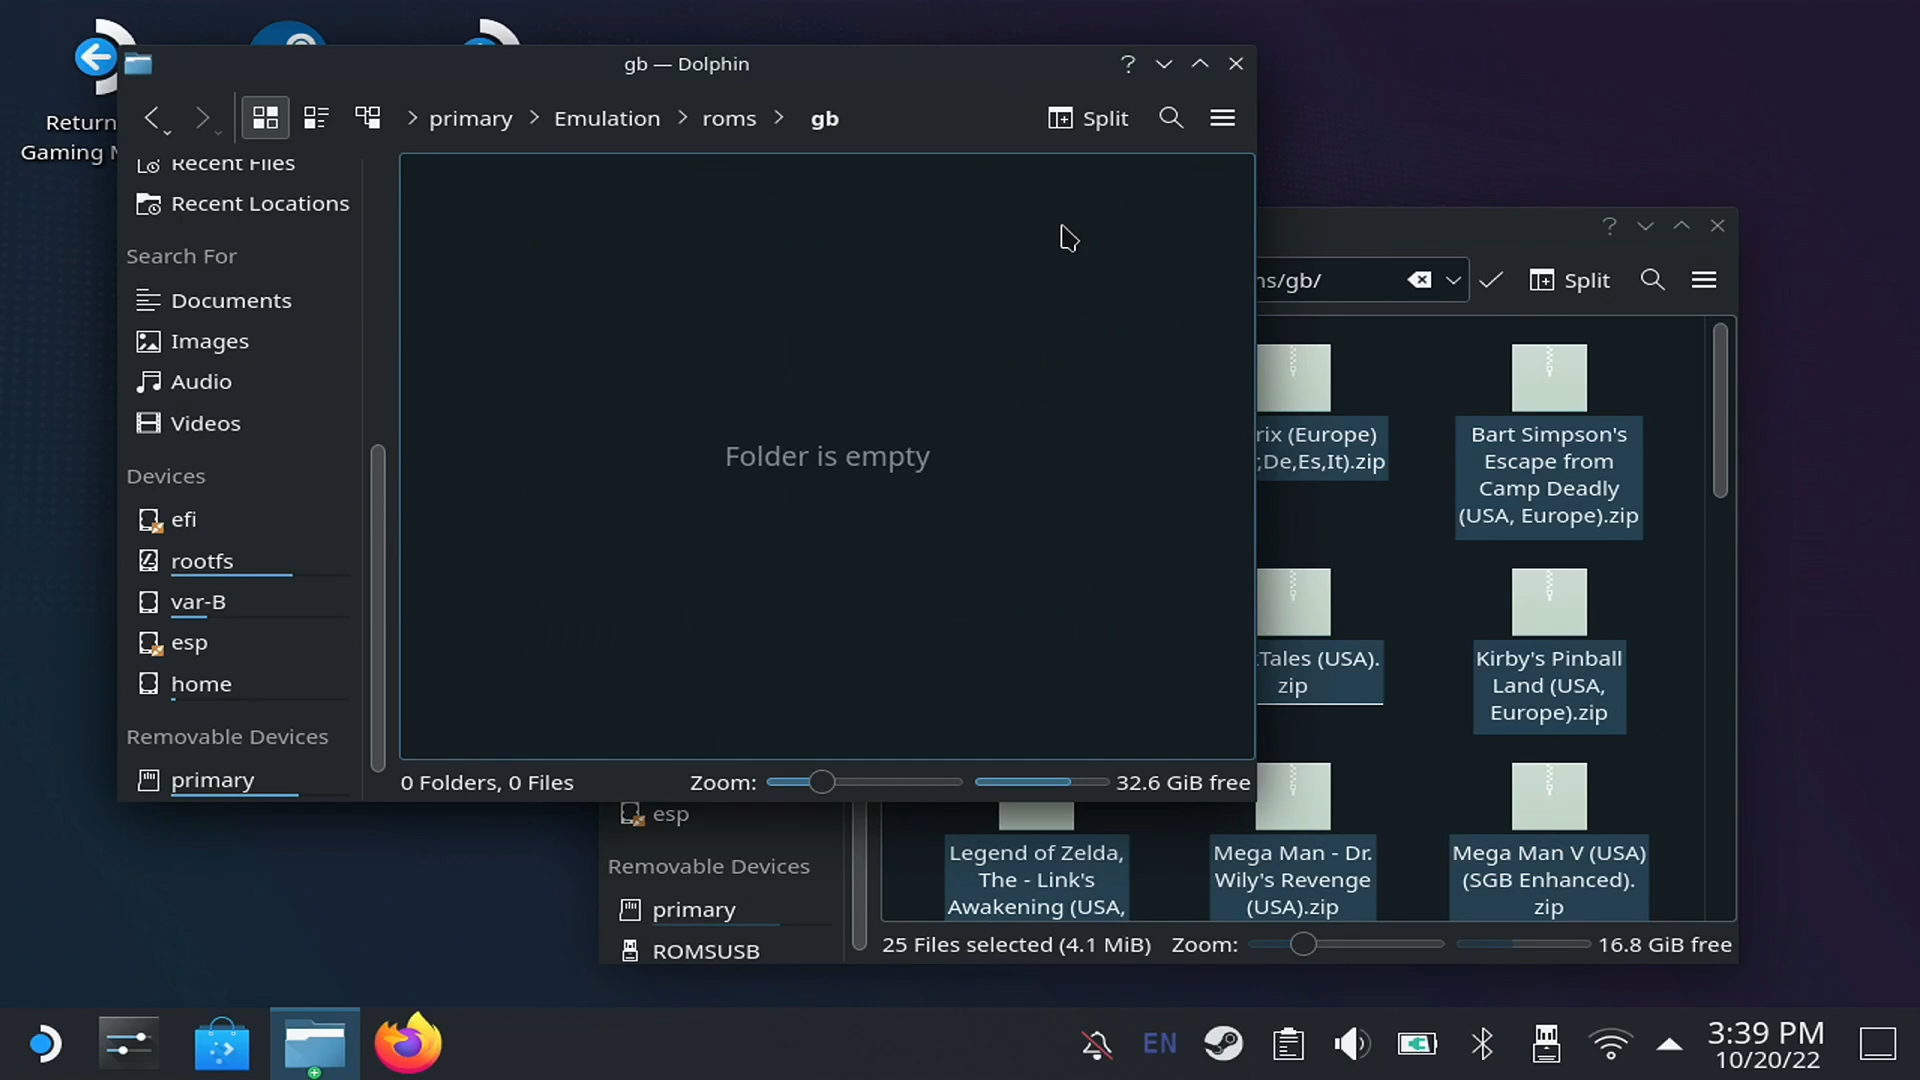 Return
Gaming M
gb — Dolphin
primary
Emulation
roms
gb
Split
Recent Files
Recent Locations
Search For
Documents
Images
Audio
Videos
Devices
efi
rootfs
var-B
esp
home
Removable Devices
primary
Folder is empty
0 Folders, 0 Files
Zoom:
32.6 GiB free
ms/gb/
Split
rix (Europe)
;De,Es,It).zip
Bart Simpson's
Escape from
Camp Deadly
(USA, Europe).zip
Tales (USA).
zip
Kirby's Pinball
Land (USA,
Europe).zip
Legend of Zelda,
The - Link's
Awakening (USA,
Mega Man - Dr.
Wily's Revenge
(USA).zip
Mega Man V (USA)
(SGB Enhanced).
zip
esp
Removable Devices
primary
ROMSUSB
25 Files selected (4.1 MiB)
Zoom:
16.8 GiB free
EN
3:39 PM
10/20/22